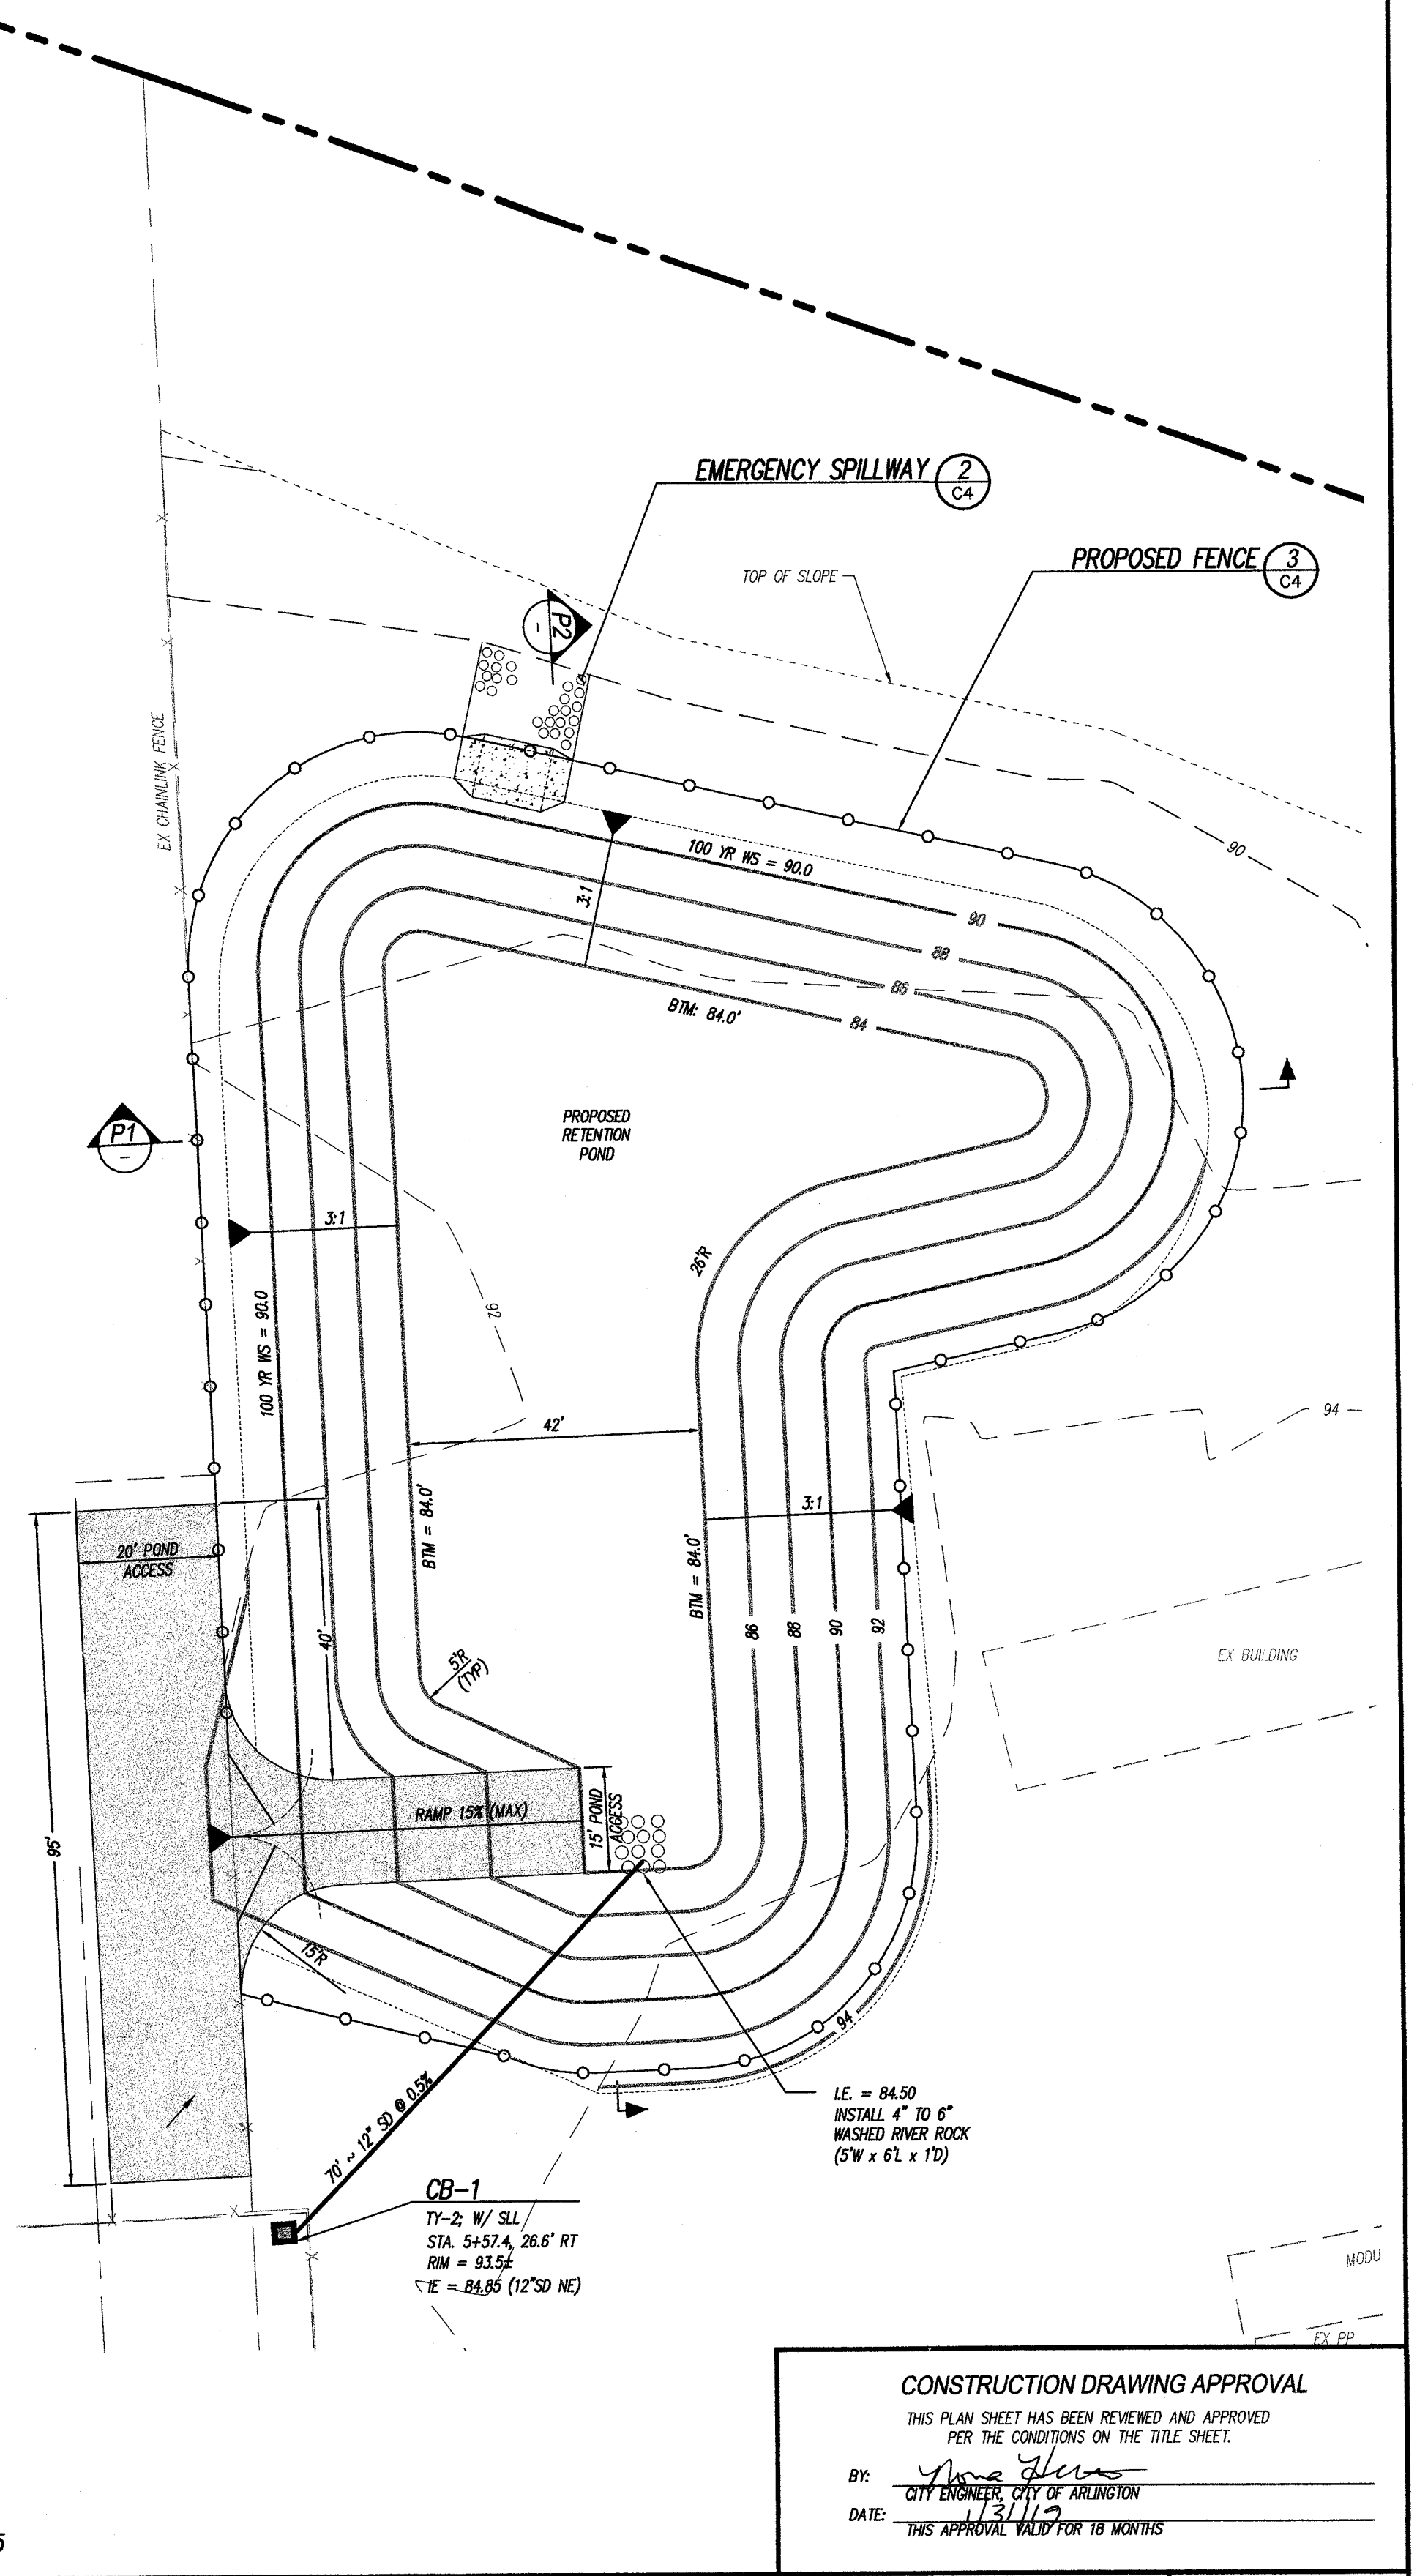 EMERGENCY SPILLWAY
2
C4
PROPOSED FENCE
3
C4
TOP OF SLOPE
P2
-
EX CHAINLINK FENCE
X
X
X
X
X
100 YR WS = 90.0
90
3:1
90
88
86
84
BTM: 84.0'
PROPOSED
RETENTION
POND
P1
-
3:1
26'R
92
100 YR WS = 90.0
42'
94
BTM = 84.0'
3:1
BTM = 84.0'
20' POND
ACCESS
86
88
90
92
40'
EX BUILDING
5'R
(TYP)
RAMP 15% (MAX)
15' POND
ACCESS
95'
15'R
94
70' ~ 12" SD @ 0.5%
I.E. = 84.50
INSTALL 4" TO 6"
WASHED RIVER ROCK
(5'W x 6'L x 1'D)
CB-1
TY-2; W/ SLL
STA. 5+57.4, 26.6' RT
RIM = 93.5±
IE = 84.85 (12"SD NE)
X
X
X
MODU
EX PP
CONSTRUCTION DRAWING APPROVAL
THIS PLAN SHEET HAS BEEN REVIEWED AND APPROVED
PER THE CONDITIONS ON THE TITLE SHEET.
BY:
CITY ENGINEER, CITY OF ARLINGTON
DATE: 1/31/19
THIS APPROVAL VALID FOR 18 MONTHS